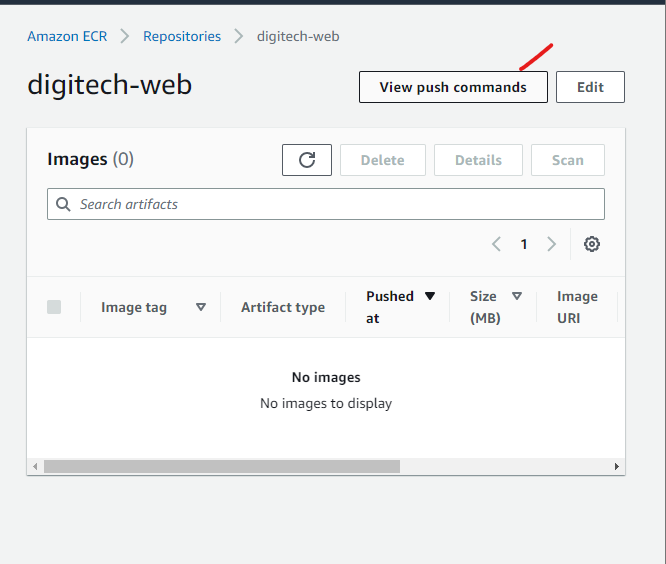 Amazon ECR > Repositories > digitech-web
digitech-web
View push commands
Edit
Images (0)
Delete
Details
Scan
Search artifacts
1
Image tag
Artifact type
Pushed
at
Size
(MB)
Image
URI
No images
No images to display